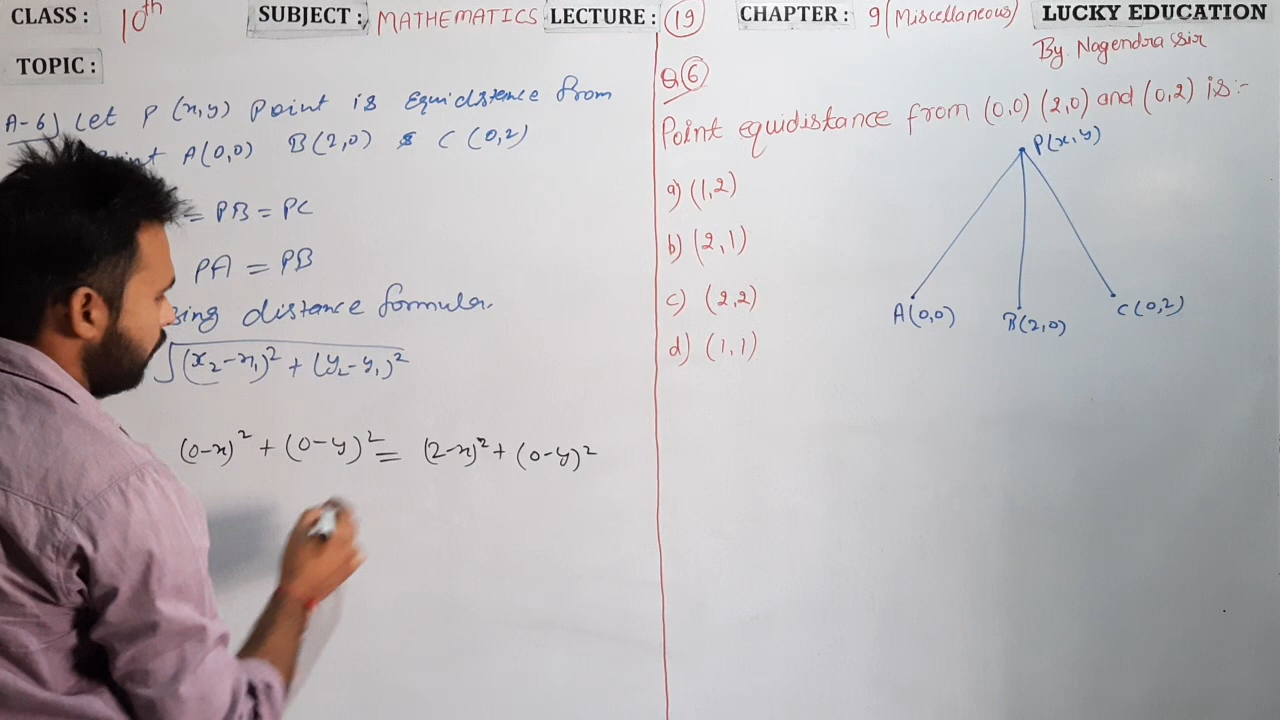 CLASS : 10th SUBJECT : MATHEMATICS LECTURE : 19 CHAPTER : 9 (Miscellaneous) LUCKY EDUCATION
By. Nagendra Sir
TOPIC :
A-6) Let P (x,y) Point is Equidstence from
A(0,0) B(2,0) & C (0,2)
= PB = PC
PA = PB
distance formula.
√(x₂-x₁)² + (y₂-y₁)²
(0-x)² + (0-y)² = (2-x)² + (0-y)²
Q 6
Point equidistance from (0,0) (2,0) and (0,2) is :-
a) (1,2)
b) (2,1)
c) (2,2)
d) (1,1)
P(x,y)
A(0,0) B(2,0) C(0,2)